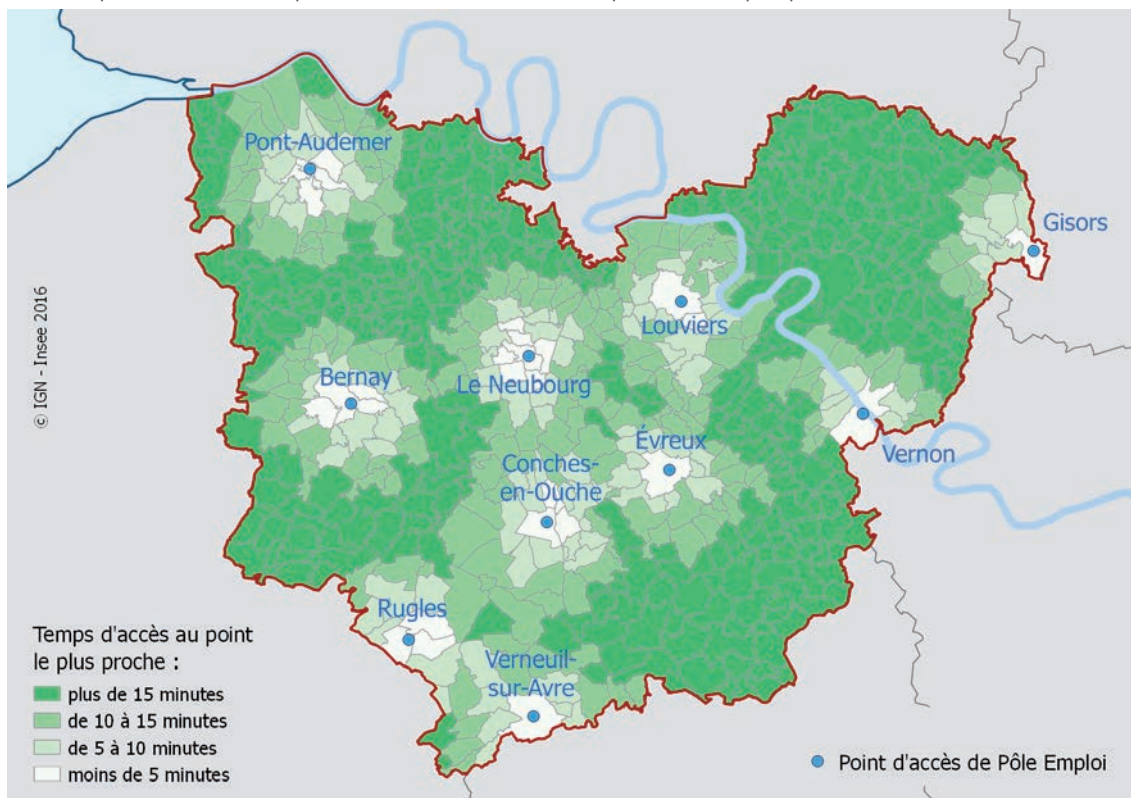 Pont-Audemer
Gisors
Louviers
Le Neubourg
Bernay
Évreux
Vernon
Conches-
en-Ouche
Rugles
Verneuil-
sur-Avre
© IGN - Insee 2016
Temps d'accès au point
le plus proche :
plus de 15 minutes
de 10 à 15 minutes
de 5 à 10 minutes
moins de 5 minutes
Point d'accès de Pôle Emploi